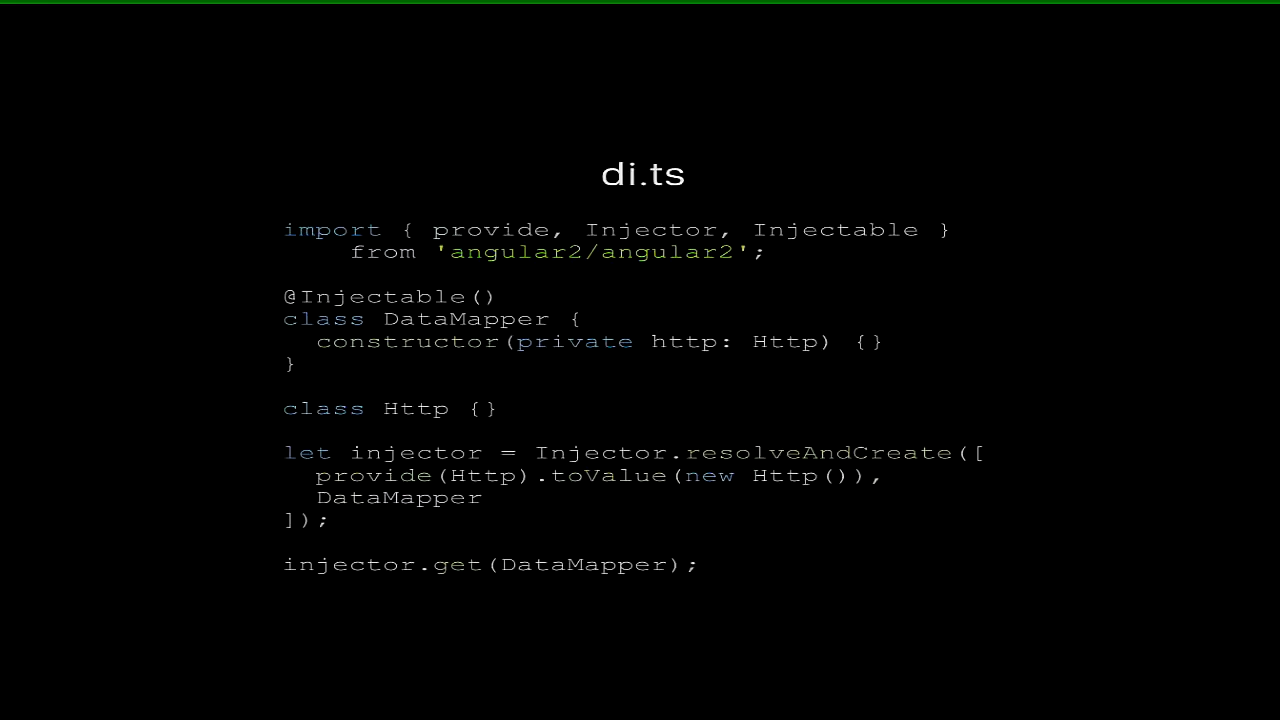 di.ts
import { provide, Injector, Injectable }
    from 'angular2/angular2';
@Injectable()
class DataMapper {
  constructor(private http: Http) {}
}
class Http {}
let injector = Injector.resolveAndCreate([
  provide(Http).toValue(new Http()),
  DataMapper
]);
injector.get(DataMapper);